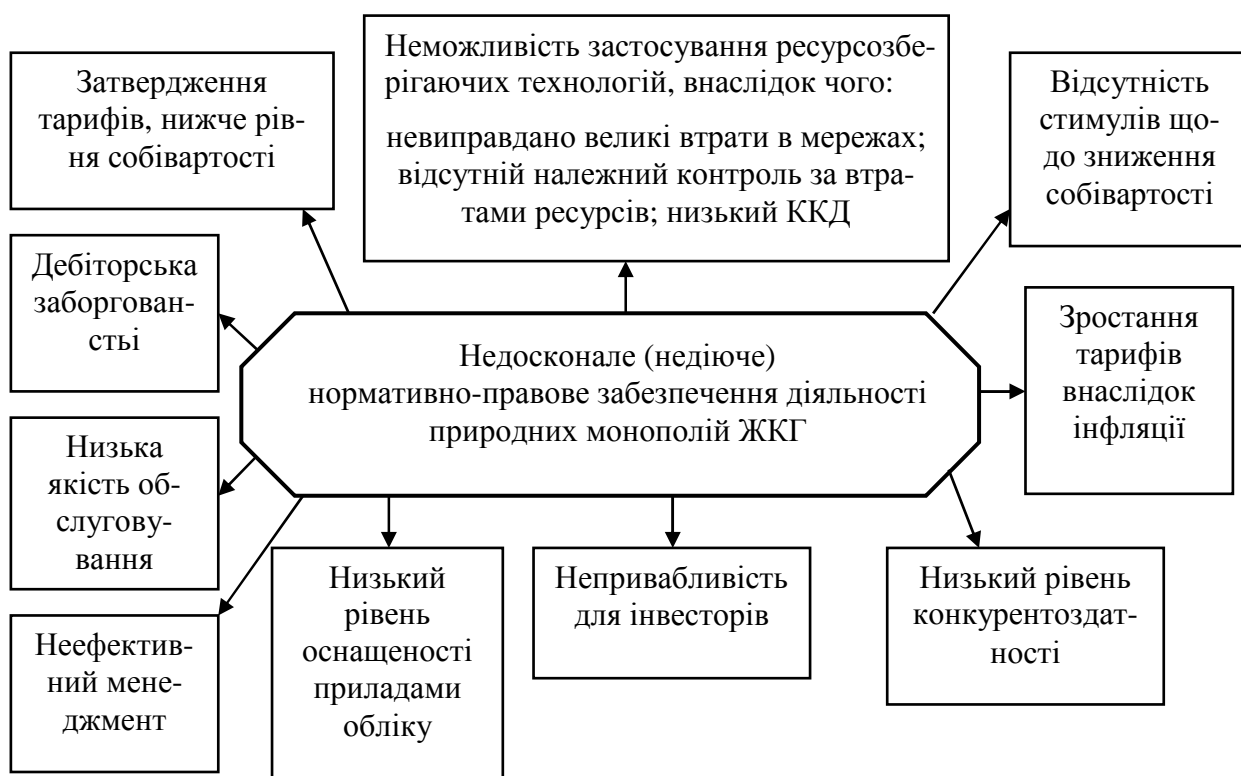 Затвердження
тарифів, нижче рів-
ня собівартості
Неможливість застосування ресурсозбе-
рігаючих технологій, внаслідок чого:
невиправдано великі втрати в мережах;
відсутній належний контроль за втра-
тами ресурсів; низький ККД
Відсутність
стимулів що-
до зниження
собівартості
Дебіторська
заборгован-
стьі
Недосконале (недіюче)
нормативно-правове забезпечення діяльності
природних монополій ЖКГ
Зростання
тарифів
внаслідок
інфляції
Низька
якість об-
слугову-
вання
Неефектив-
ний мене-
джмент
Низький
рівень
оснащеності
приладами
обліку
Непривабливість
для інвесторів
Низький рівень
конкурентоздат-
ності